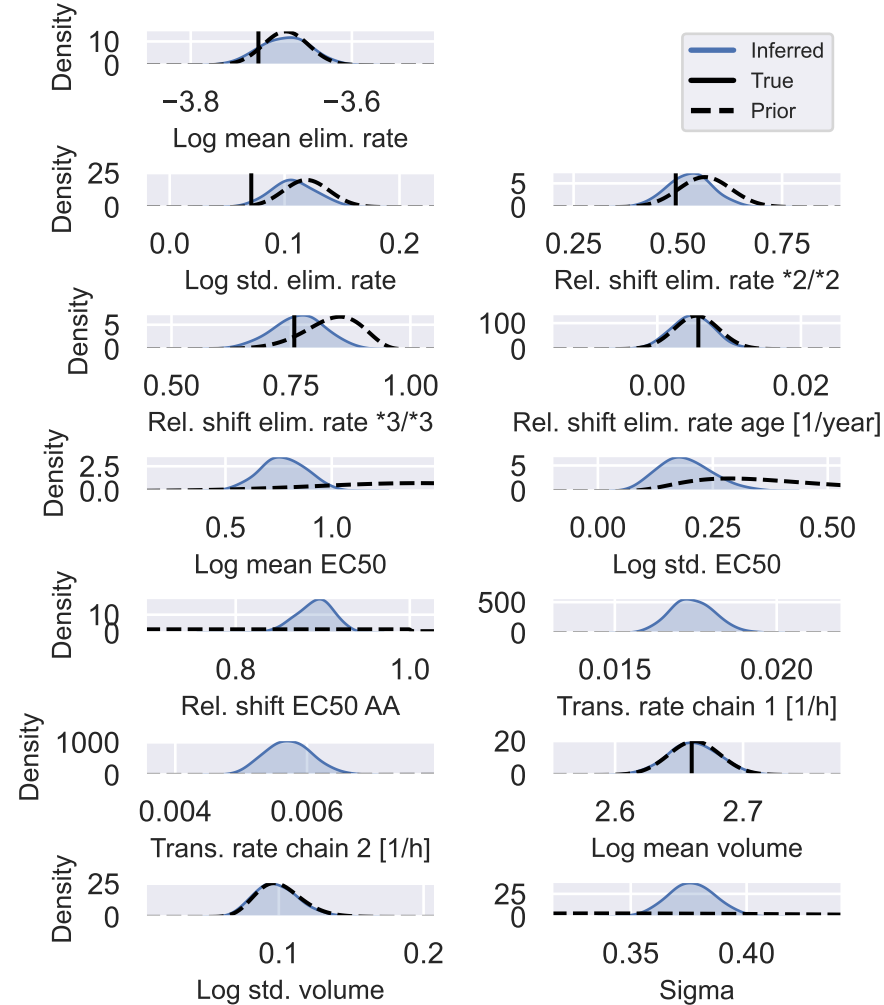 Density
10
0
−3.8
−3.6
Log mean elim. rate
Inferred
True
Prior
Density
25
0
0.0
0.1
0.2
Log std. elim. rate
5
0
0.25
0.50
0.75
Rel. shift elim. rate *2/*2
Density
5
0
0.50
0.75
1.00
Rel. shift elim. rate *3/*3
100
0
0.00
0.02
Rel. shift elim. rate age [1/year]
Density
2.5
0.0
0.5
1.0
Log mean EC50
5
0
0.00
0.25
0.50
Log std. EC50
Density
10
0
0.8
1.0
Rel. shift EC50 AA
500
0
0.015
0.020
Trans. rate chain 1 [1/h]
Density
1000
0
0.004
0.006
Trans. rate chain 2 [1/h]
20
0
2.6
2.7
Log mean volume
Density
25
0
0.1
0.2
Log std. volume
25
0
0.35
0.40
Sigma